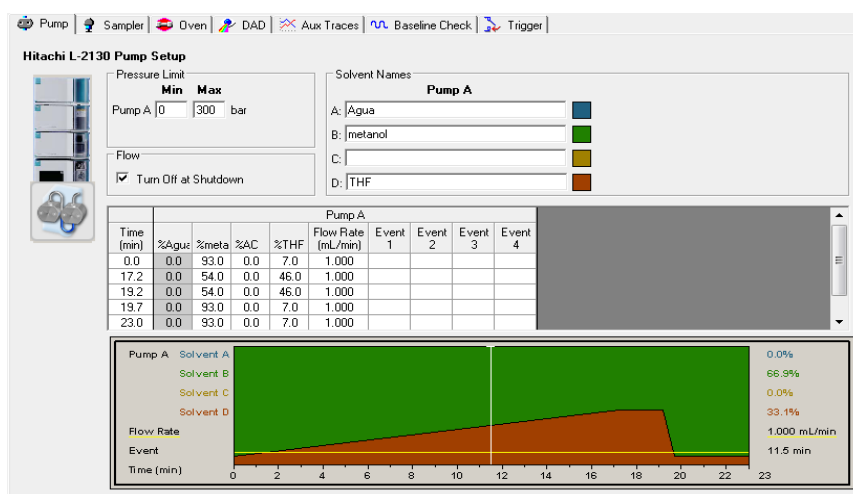 Pump Sampler Oven DAD Aux Traces Baseline Check Trigger
Hitachi L-2130 Pump Setup
Pressure Limit
Min Max
Pump A 0 300 bar
Flow
Turn Off at Shutdown
Solvent Names
Pump A
A: Agua
B: metanol
C:
D: THF
Pump A
Time (min) %Agua %meta %AC %THF Flow Rate (mL/min) Event 1 Event 2 Event 3 Event 4
0.0 0.0 93.0 0.0 7.0 1.000
17.2 0.0 54.0 0.0 46.0 1.000
19.2 0.0 54.0 0.0 46.0 1.000
19.7 0.0 93.0 0.0 7.0 1.000
23.0 0.0 93.0 0.0 7.0 1.000
Pump A Solvent A 0.0%
Solvent B 66.9%
Solvent C 0.0%
Solvent D 33.1%
Flow Rate 1.000 mL/min
Event 11.5 min
Time (min) 0 2 4 6 8 10 12 14 16 18 20 22 23